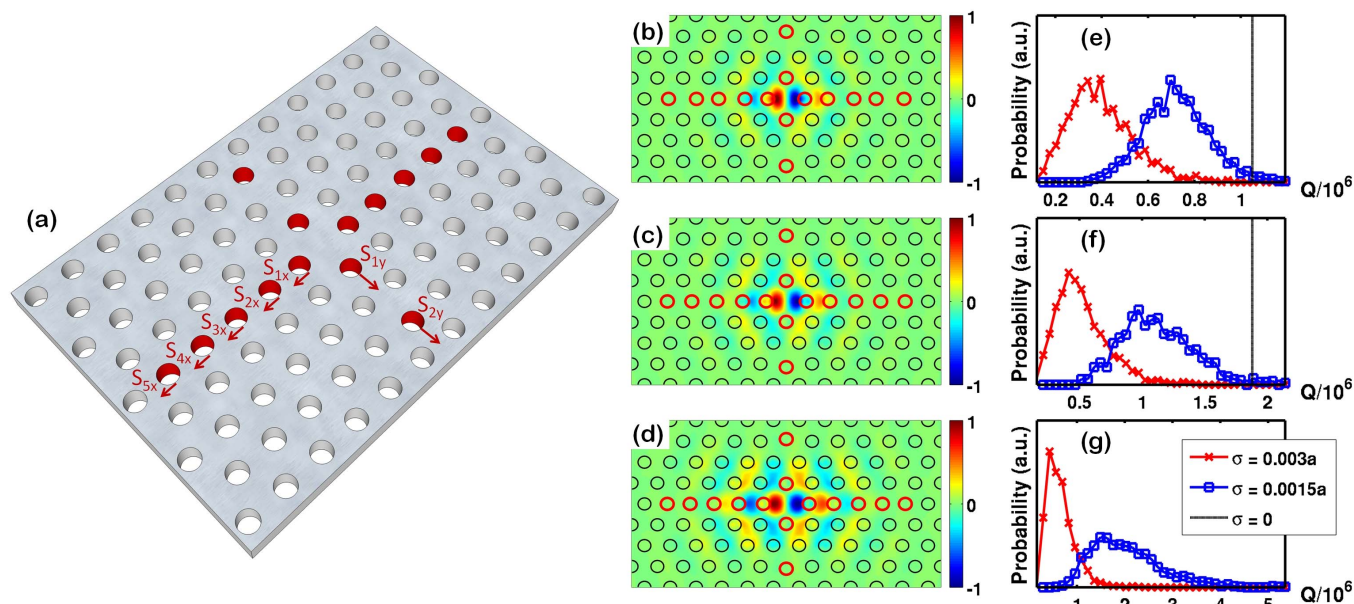 (a)
S1x
S2x
S3x
S4x
S5x
S1y
S2y
(b)
1
0
-1
(c)
1
0
-1
(d)
1
0
-1
(e)
Probability (a.u.)
0.2 0.4 0.6 0.8 1 Q/10^6
(f)
Probability (a.u.)
0.5 1 1.5 2 Q/10^6
(g)
Probability (a.u.)
σ = 0.003a
σ = 0.0015a
σ = 0
1 2 5 Q/10^6